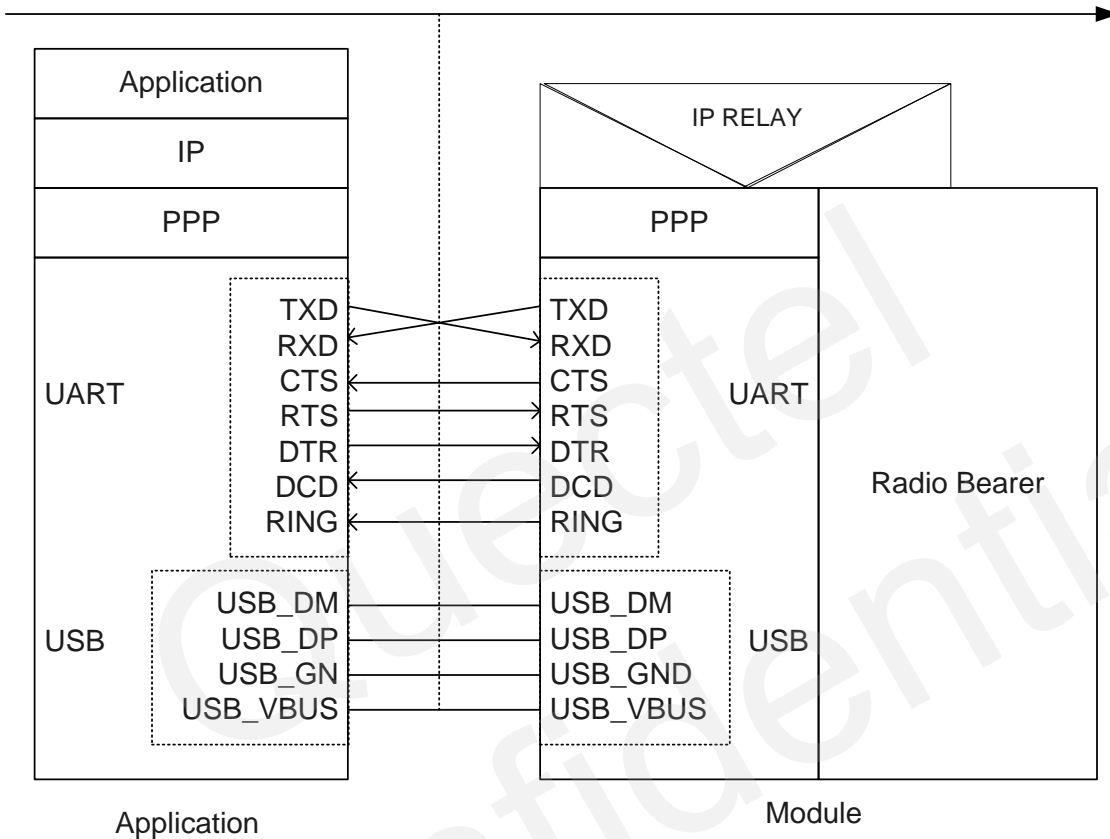 Application
IP
PPP
UART
TXD
RXD
CTS
RTS
DTR
DCD
RING
USB
USB_DM
USB_DP
USB_GN
USB_VBUS
Application
IP RELAY
PPP
TXD
RXD
CTS
RTS
DTR
DCD
RING
UART
USB_DM
USB_DP
USB_GND
USB_VBUS
USB
Radio Bearer
Module
Quectel